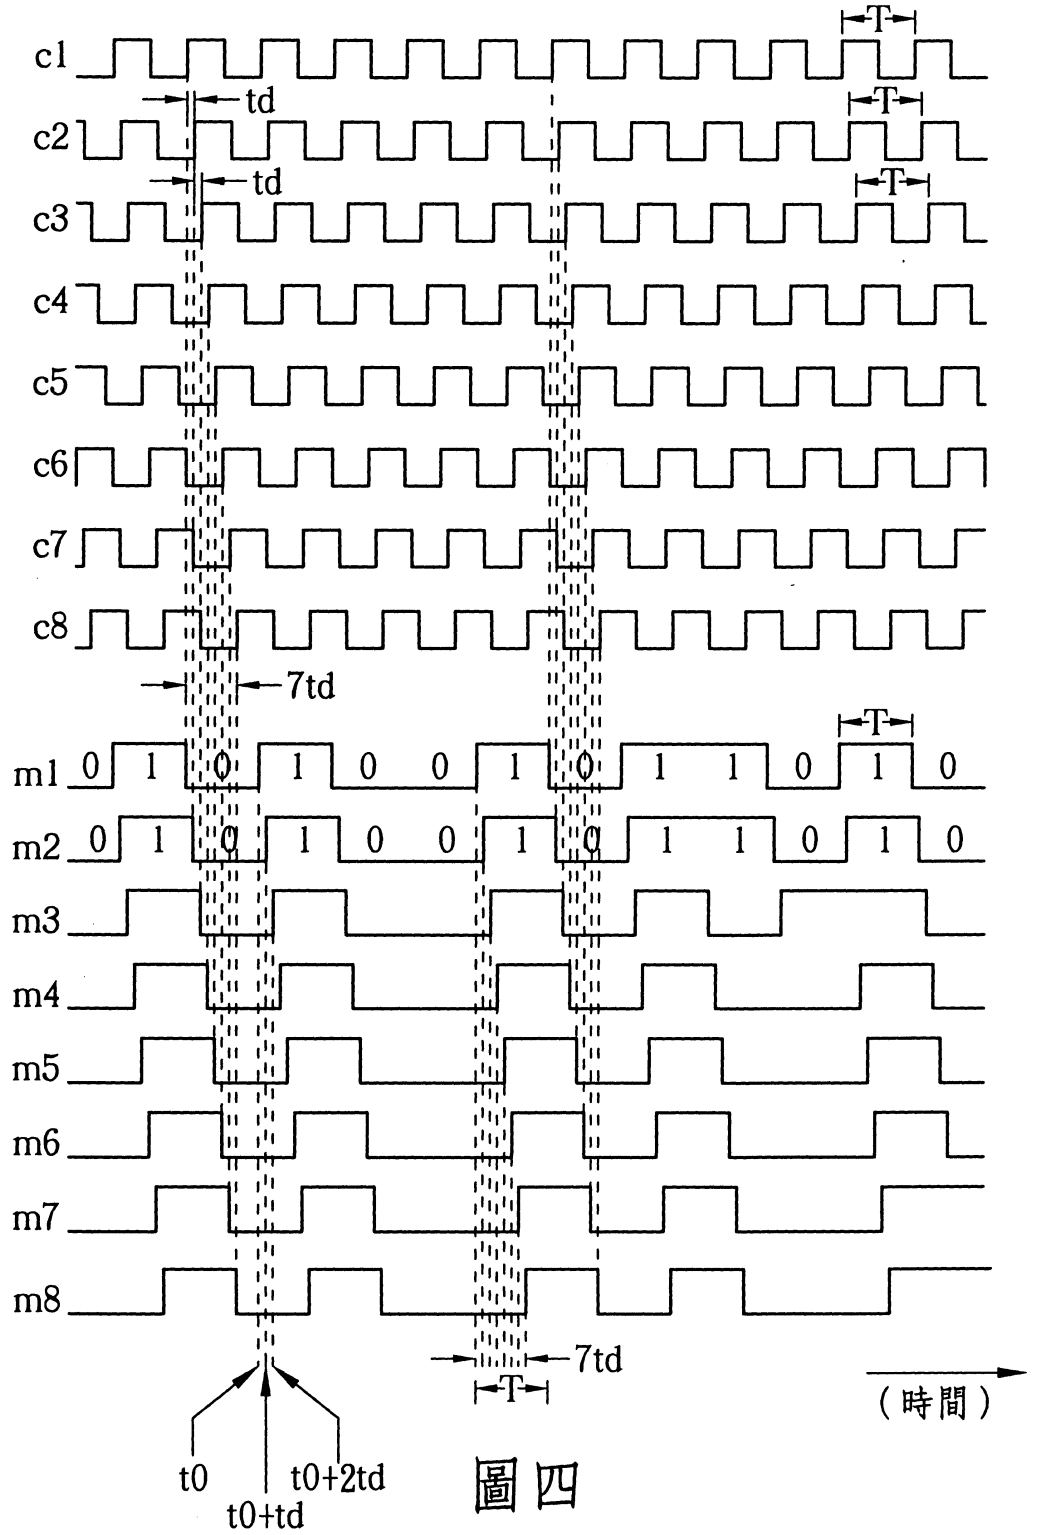 T
c1
td
T
c2
td
T
c3
c4
c5
c6
c7
c8
7td
T
m1 0 1 0 1 0 0 1 0 1 1 0 1 0
m2 0 1 0 1 0 0 1 0 1 1 0 1 0
m3
m4
m5
m6
m7
m8
7td
T
(時間)
t0
t0+2td
t0+td
圖四